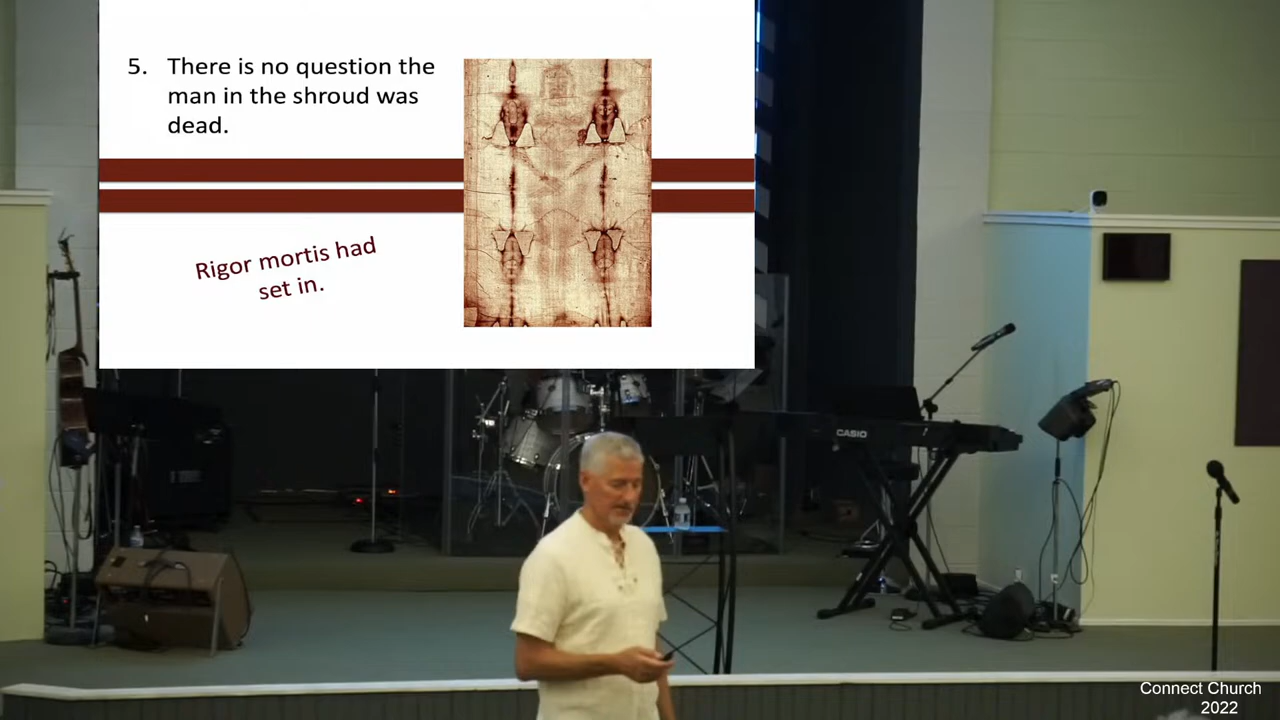 5. There is no question the
man in the shroud was
dead.
Rigor mortis had
set in.
CASIO
Connect Church
2022